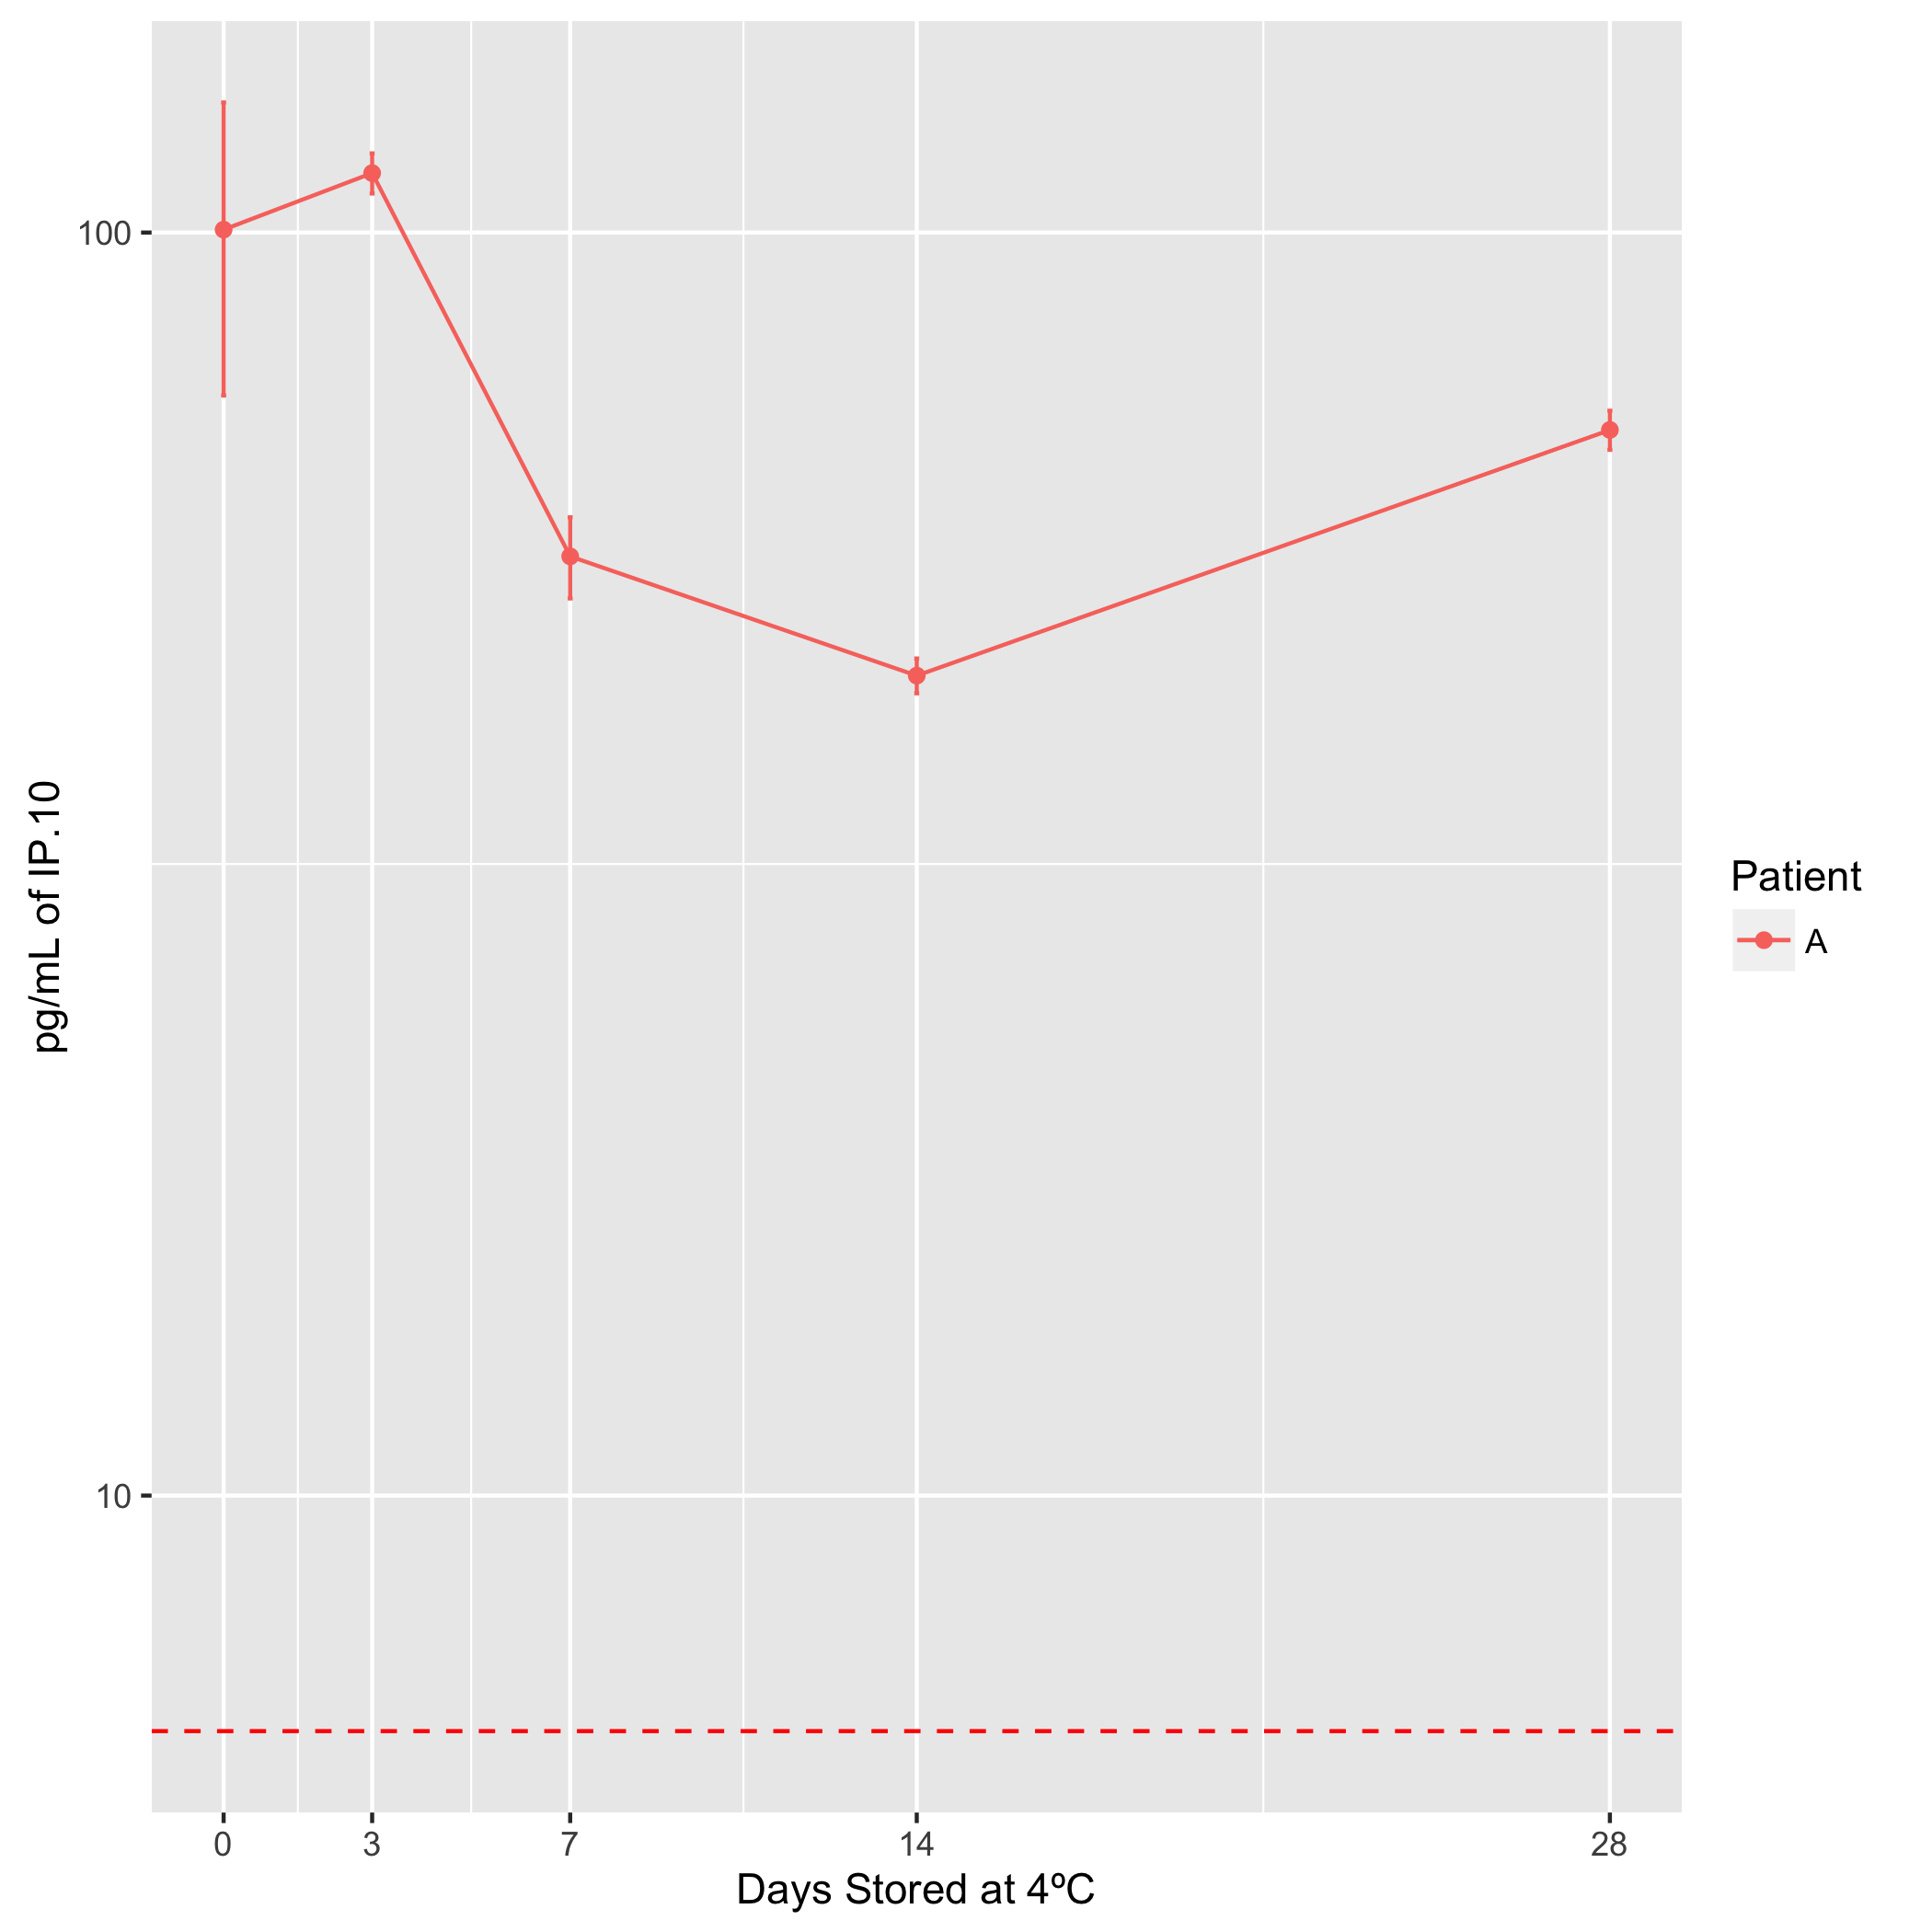 100
10
pg/mL of IP.10
0 3 7 14 28
Days Stored at 4ºC
Patient
A